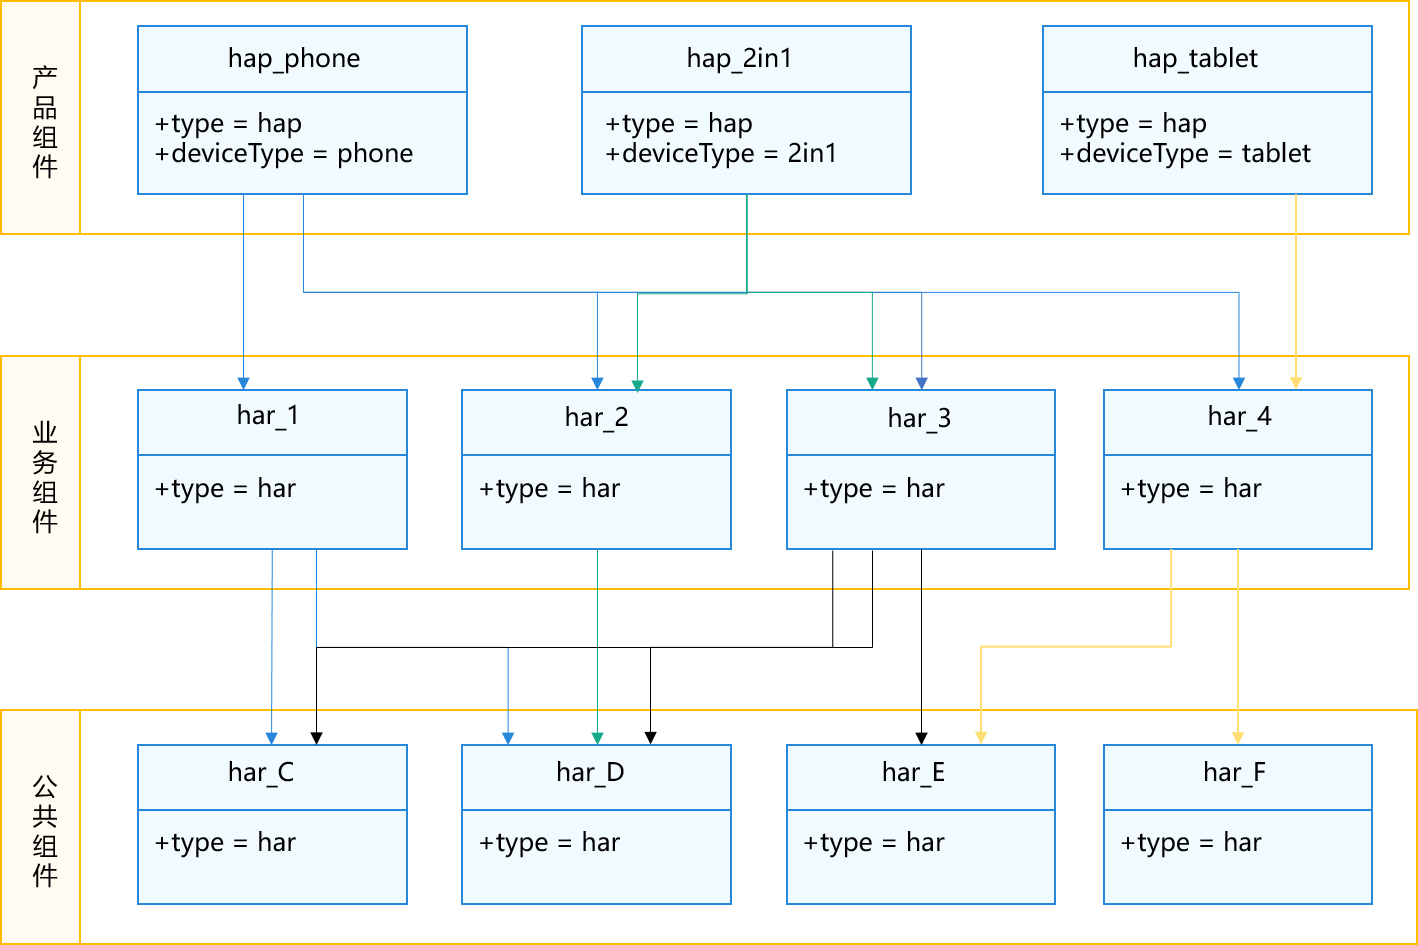 产品组件
hap_phone
+type = hap
+deviceType = phone
hap_2in1
+type = hap
+deviceType = 2in1
hap_tablet
+type = hap
+deviceType = tablet
业务组件
har_1
+type = har
har_2
+type = har
har_3
+type = har
har_4
+type = har
公共组件
har_C
+type = har
har_D
+type = har
har_E
+type = har
har_F
+type = har